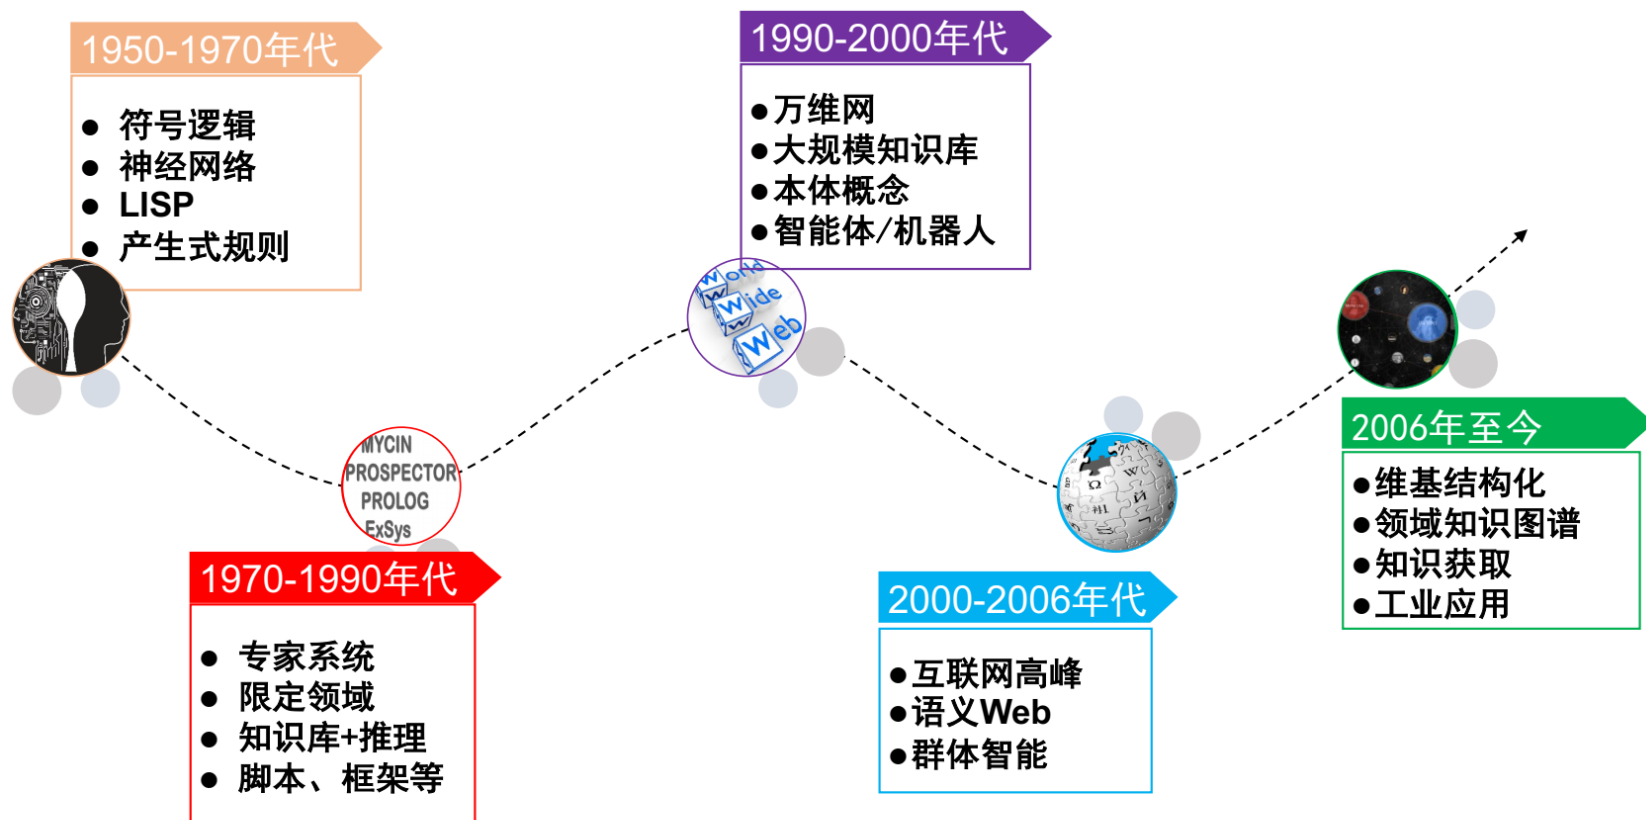 1950-1970年代
● 符号逻辑
● 神经网络
● LISP
● 产生式规则
MYCIN
PROSPECTOR
PROLOG
ExSys
1970-1990年代
● 专家系统
● 限定领域
● 知识库+推理
● 脚本、框架等
1990-2000年代
●万维网
●大规模知识库
●本体概念
●智能体/机器人
World
Wide
Web
2000-2006年代
●互联网高峰
●语义Web
●群体智能
2006年至今
●维基结构化
●领域知识图谱
●知识获取
●工业应用